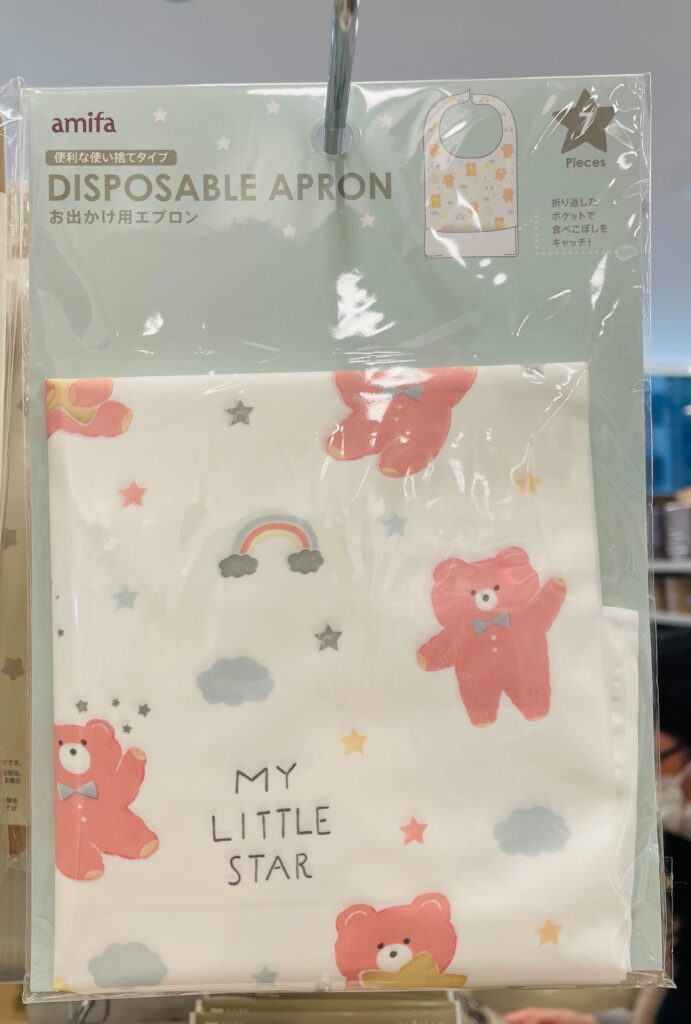 amifa
便利な使い捨てタイプ
DISPOSABLE APRON
お出かけ用エプロン
Pieces
折り返した
ポケットで
食べこぼしを
キャッチ！
MY
LITTLE
STAR